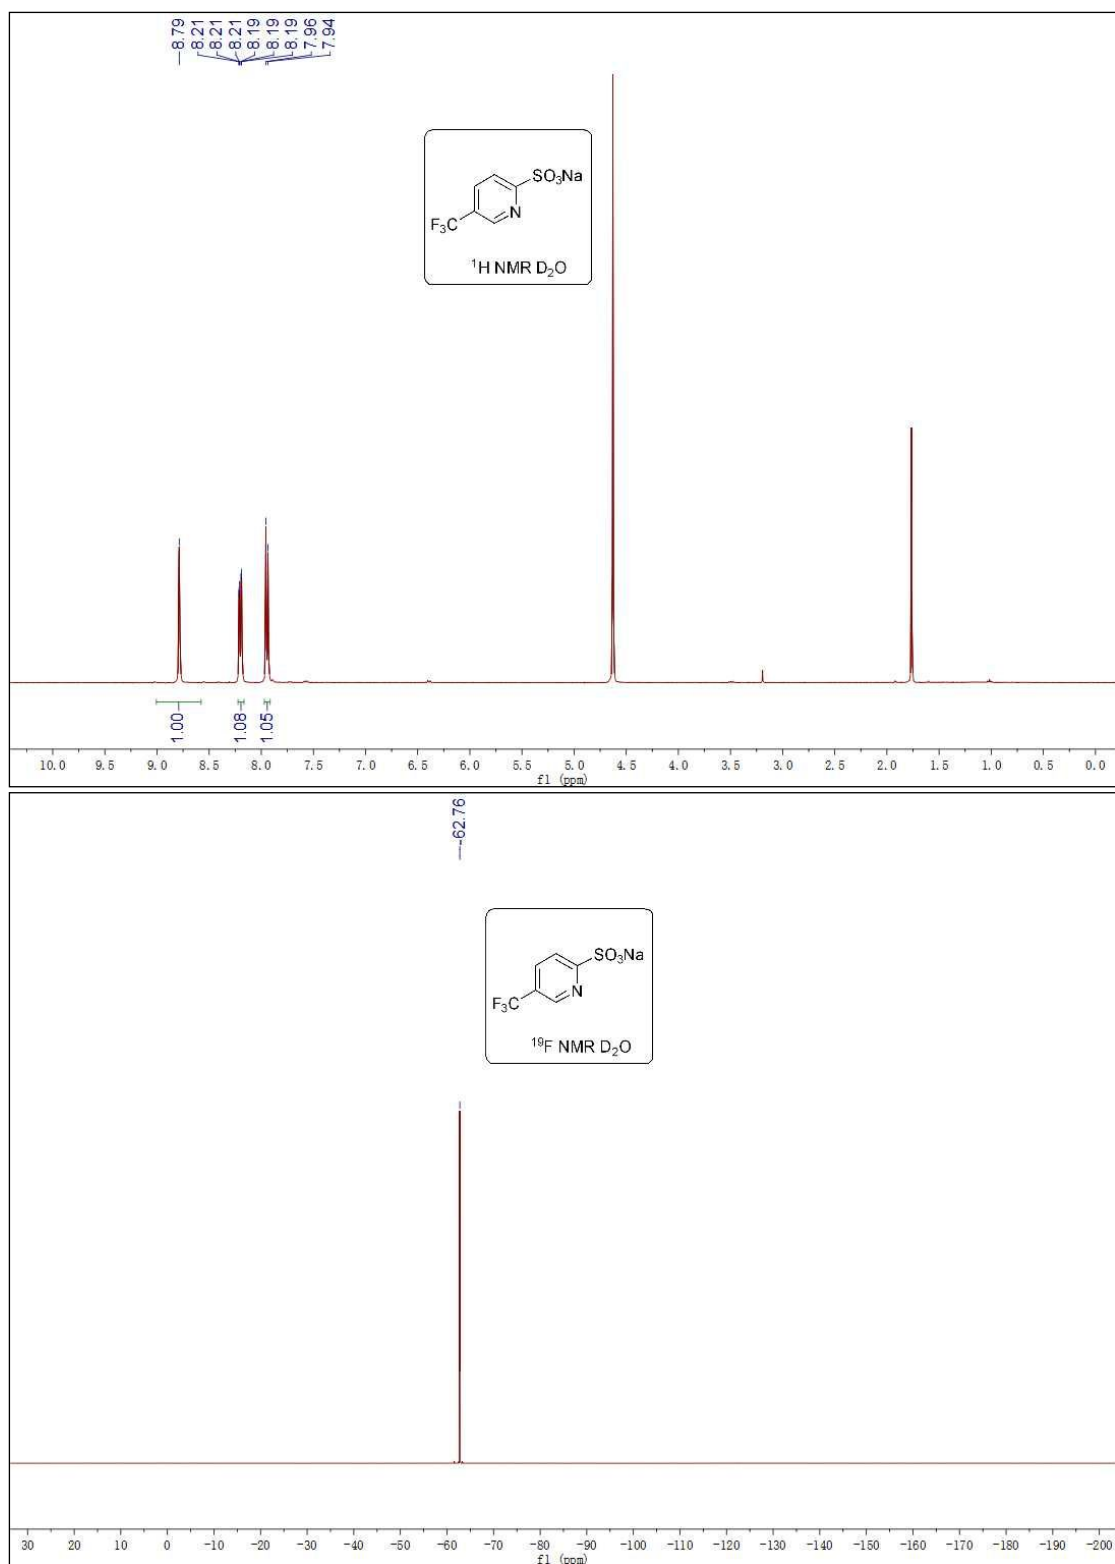 8.79
8.21
8.21
8.21
8.19
8.19
8.19
7.96
7.94
SO₃Na
F₃C
N
¹H NMR D₂O
1.00
1.08
1.05
10.0 9.5 9.0 8.5 8.0 7.5 7.0 6.5 6.0 5.5 5.0 4.5 4.0 3.5 3.0 2.5 2.0 1.5 1.0 0.5 0.0
f1 (ppm)
-62.76
SO₃Na
F₃C
N
¹⁹F NMR D₂O
30 20 10 0 -10 -20 -30 -40 -50 -60 -70 -80 -90 -100 -110 -120 -130 -140 -150 -160 -170 -180 -190 -200
f1 (ppm)